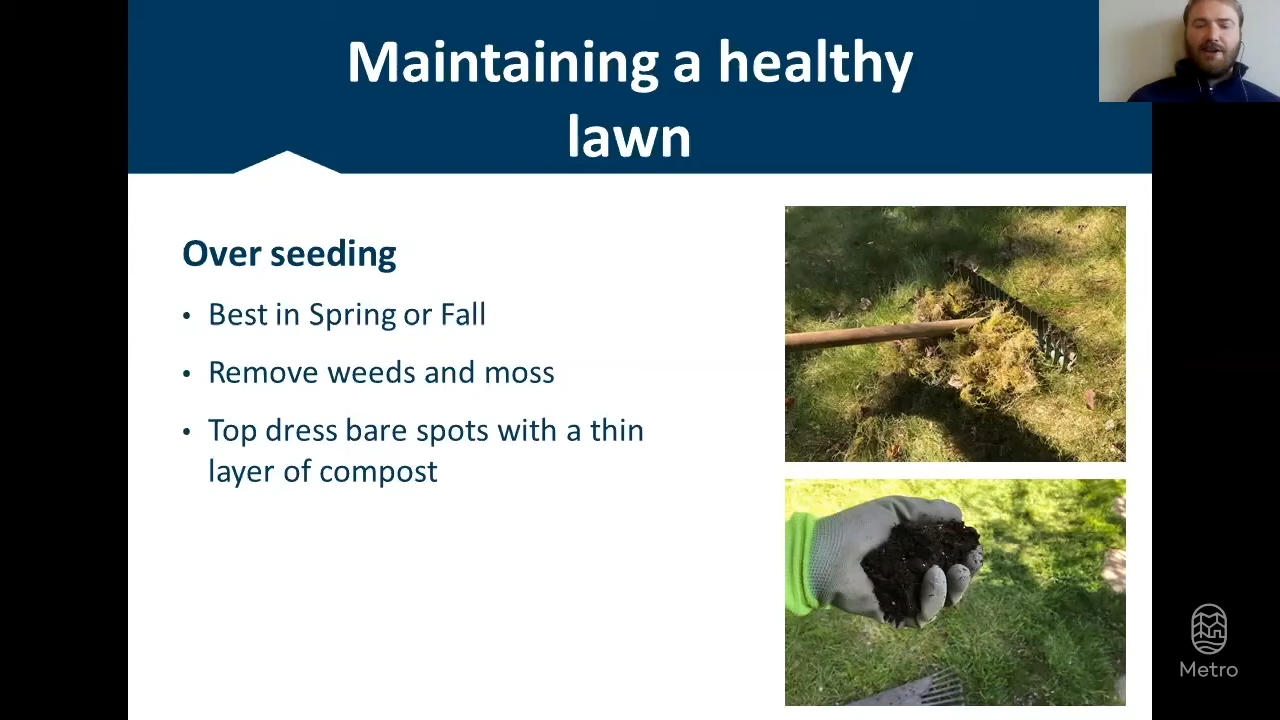 Maintaining a healthy
lawn
Over seeding
• Best in Spring or Fall
• Remove weeds and moss
• Top dress bare spots with a thin
layer of compost
Metro